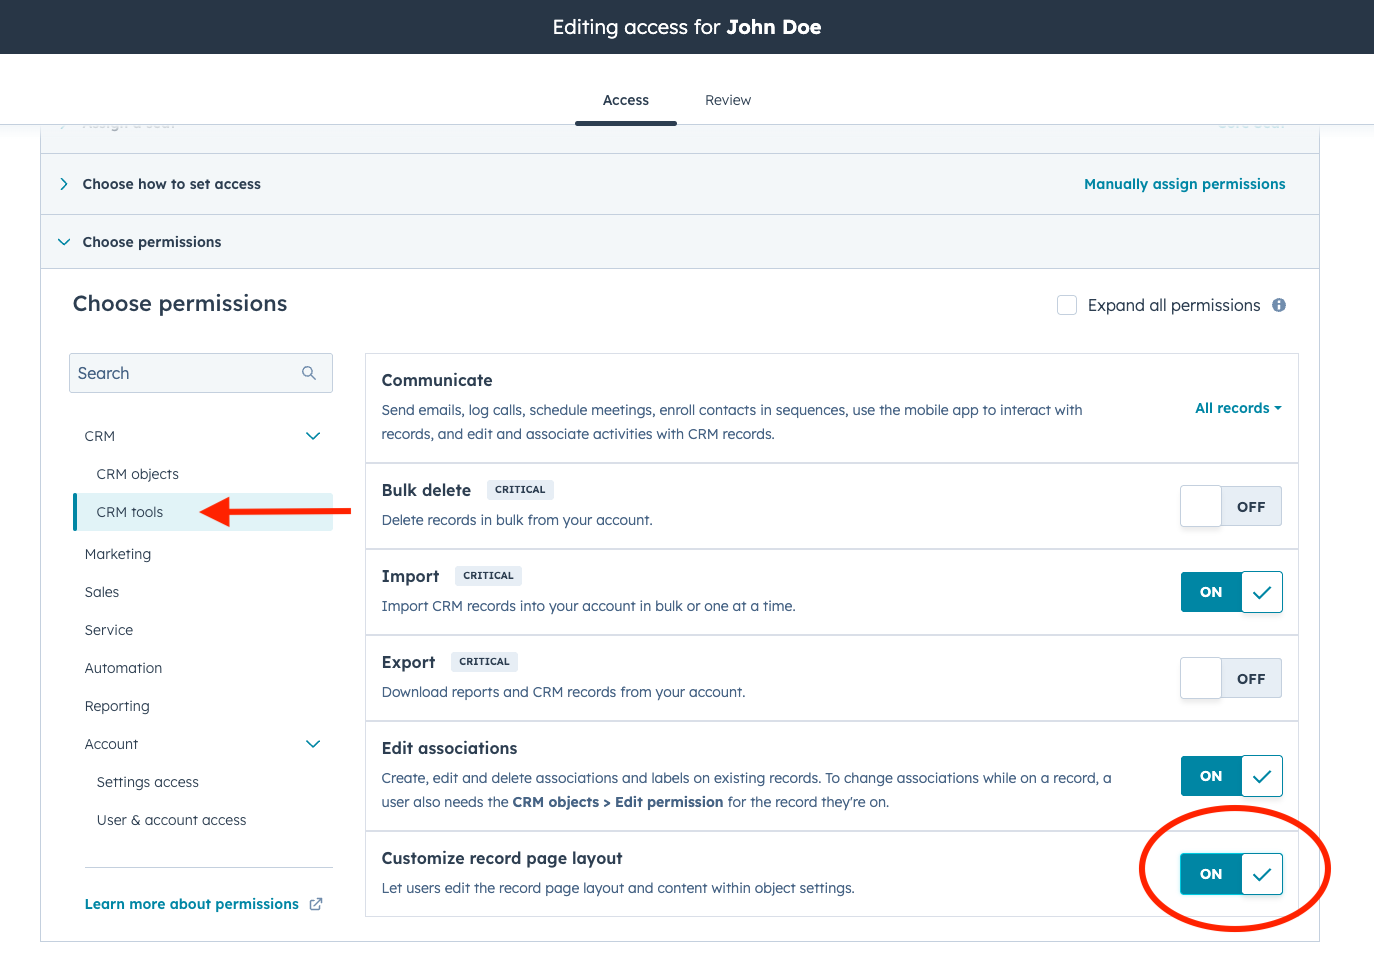 Editing access for John Doe
Access
Review
Choose how to set access
Manually assign permissions
Choose permissions
Choose permissions
Expand all permissions
Search
CRM
CRM objects
CRM tools
Marketing
Sales
Service
Automation
Reporting
Account
Settings access
User & account access
Learn more about permissions
Communicate
Send emails, log calls, schedule meetings, enroll contacts in sequences, use the mobile app to interact with
records, and edit and associate activities with CRM records.
All records
Bulk delete CRITICAL
Delete records in bulk from your account.
OFF
Import CRITICAL
Import CRM records into your account in bulk or one at a time.
ON
Export CRITICAL
Download reports and CRM records from your account.
OFF
Edit associations
Create, edit and delete associations and labels on existing records. To change associations while on a record, a
user also needs the CRM objects > Edit permission for the record they're on.
ON
Customize record page layout
Let users edit the record page layout and content within object settings.
ON